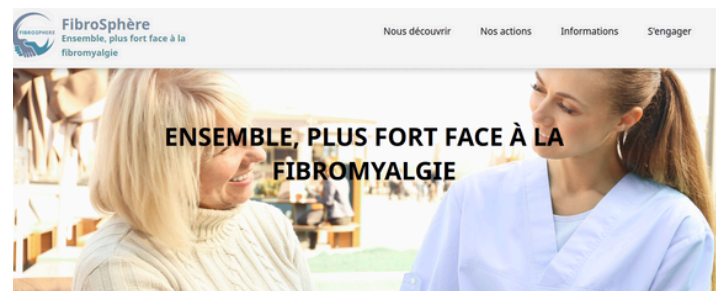 FIBROSPHERE
FibroSphère
Ensemble, plus fort face à la
fibromyalgie
Nous découvrir
Nos actions
Informations
S'engager
ENSEMBLE, PLUS FORT FACE À LA
FIBROMYALGIE